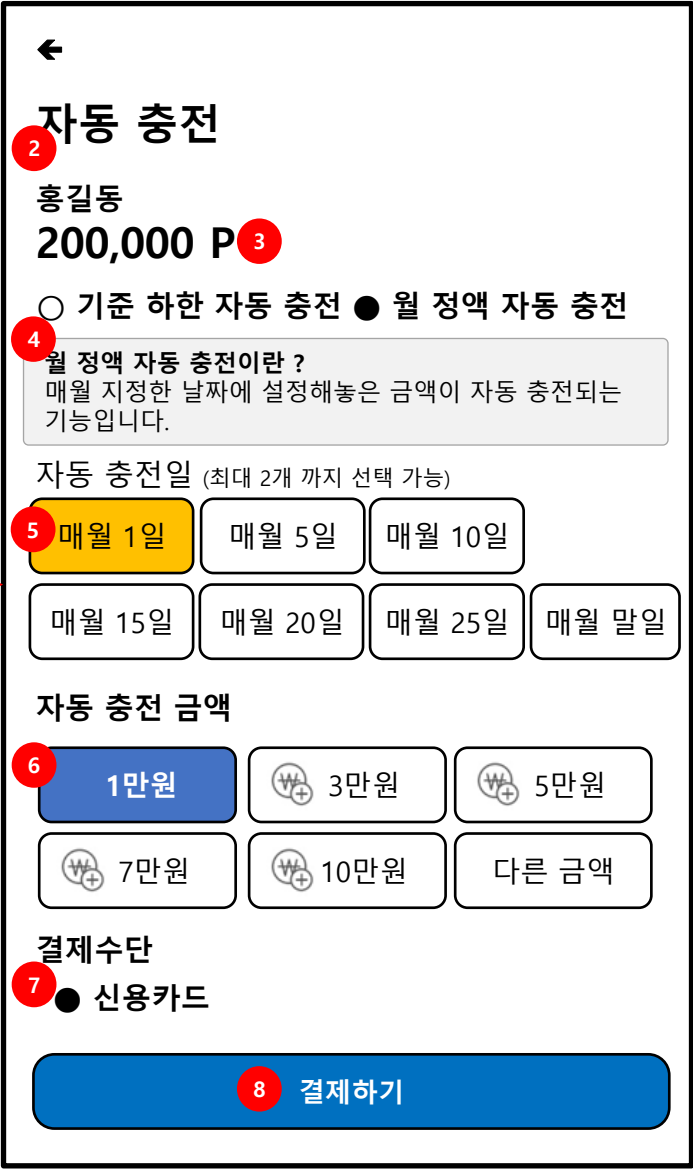 ←
자동 충전
2
홍길동
200,000 P 3
○ 기준 하한 자동 충전 ● 월 정액 자동 충전
4
월 정액 자동 충전이란 ?
매월 지정한 날짜에 설정해놓은 금액이 자동 충전되는
기능입니다.
자동 충전일 (최대 2개 까지 선택 가능)
5 매월 1일 매월 5일 매월 10일
매월 15일 매월 20일 매월 25일 매월 말일
자동 충전 금액
6 1만원 3만원 5만원
7만원 10만원 다른 금액
결제수단
7 ● 신용카드
8 결제하기